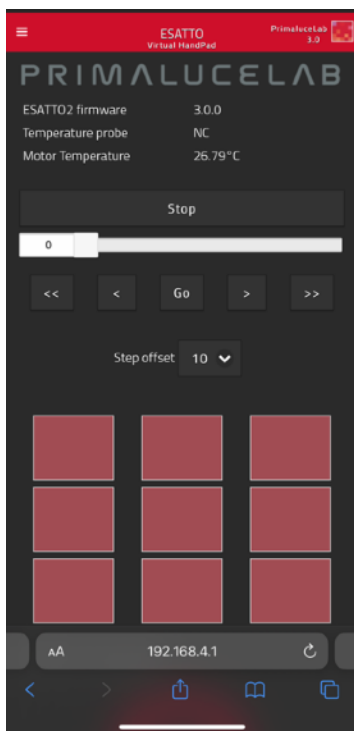 ESATTO
Virtual HandPad
PrimaluceLab
3.0
PRIMALUCELAB
ESATTO2 firmware 3.0.0
Temperature probe NC
Motor Temperature 26.79°C
Stop
0
<< < Go > >>
Step offset 10
AA 192.168.4.1